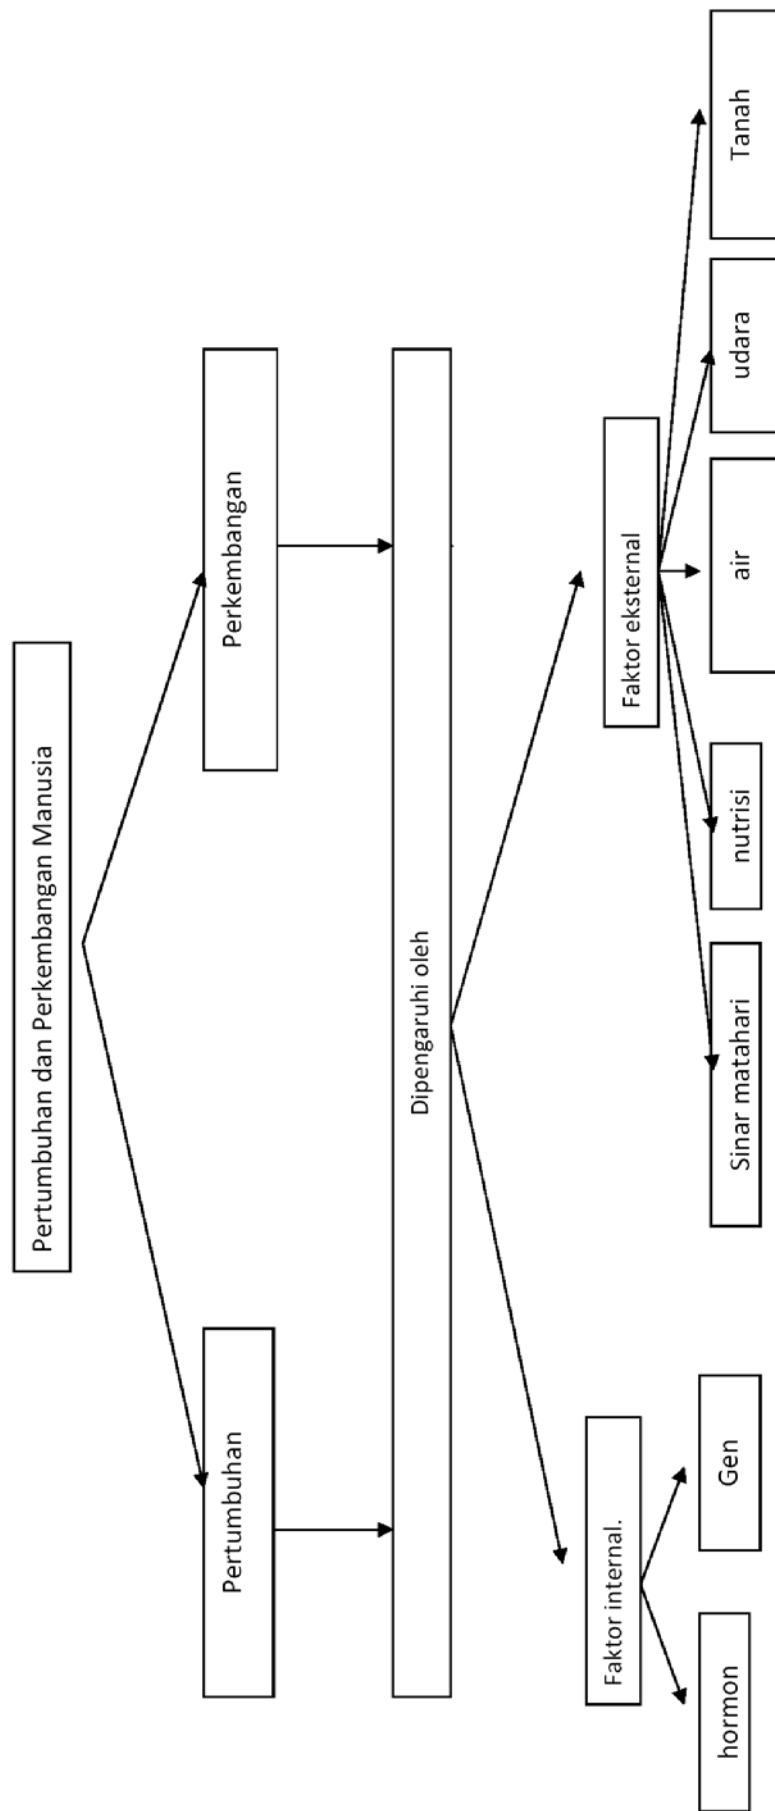 Pertumbuhan dan Perkembangan Manusia
Pertumbuhan
Perkembangan
Dipengaruhi oleh
Faktor internal.
Faktor eksternal
hormon
Gen
Sinar matahari
nutrisi
air
udara
Tanah